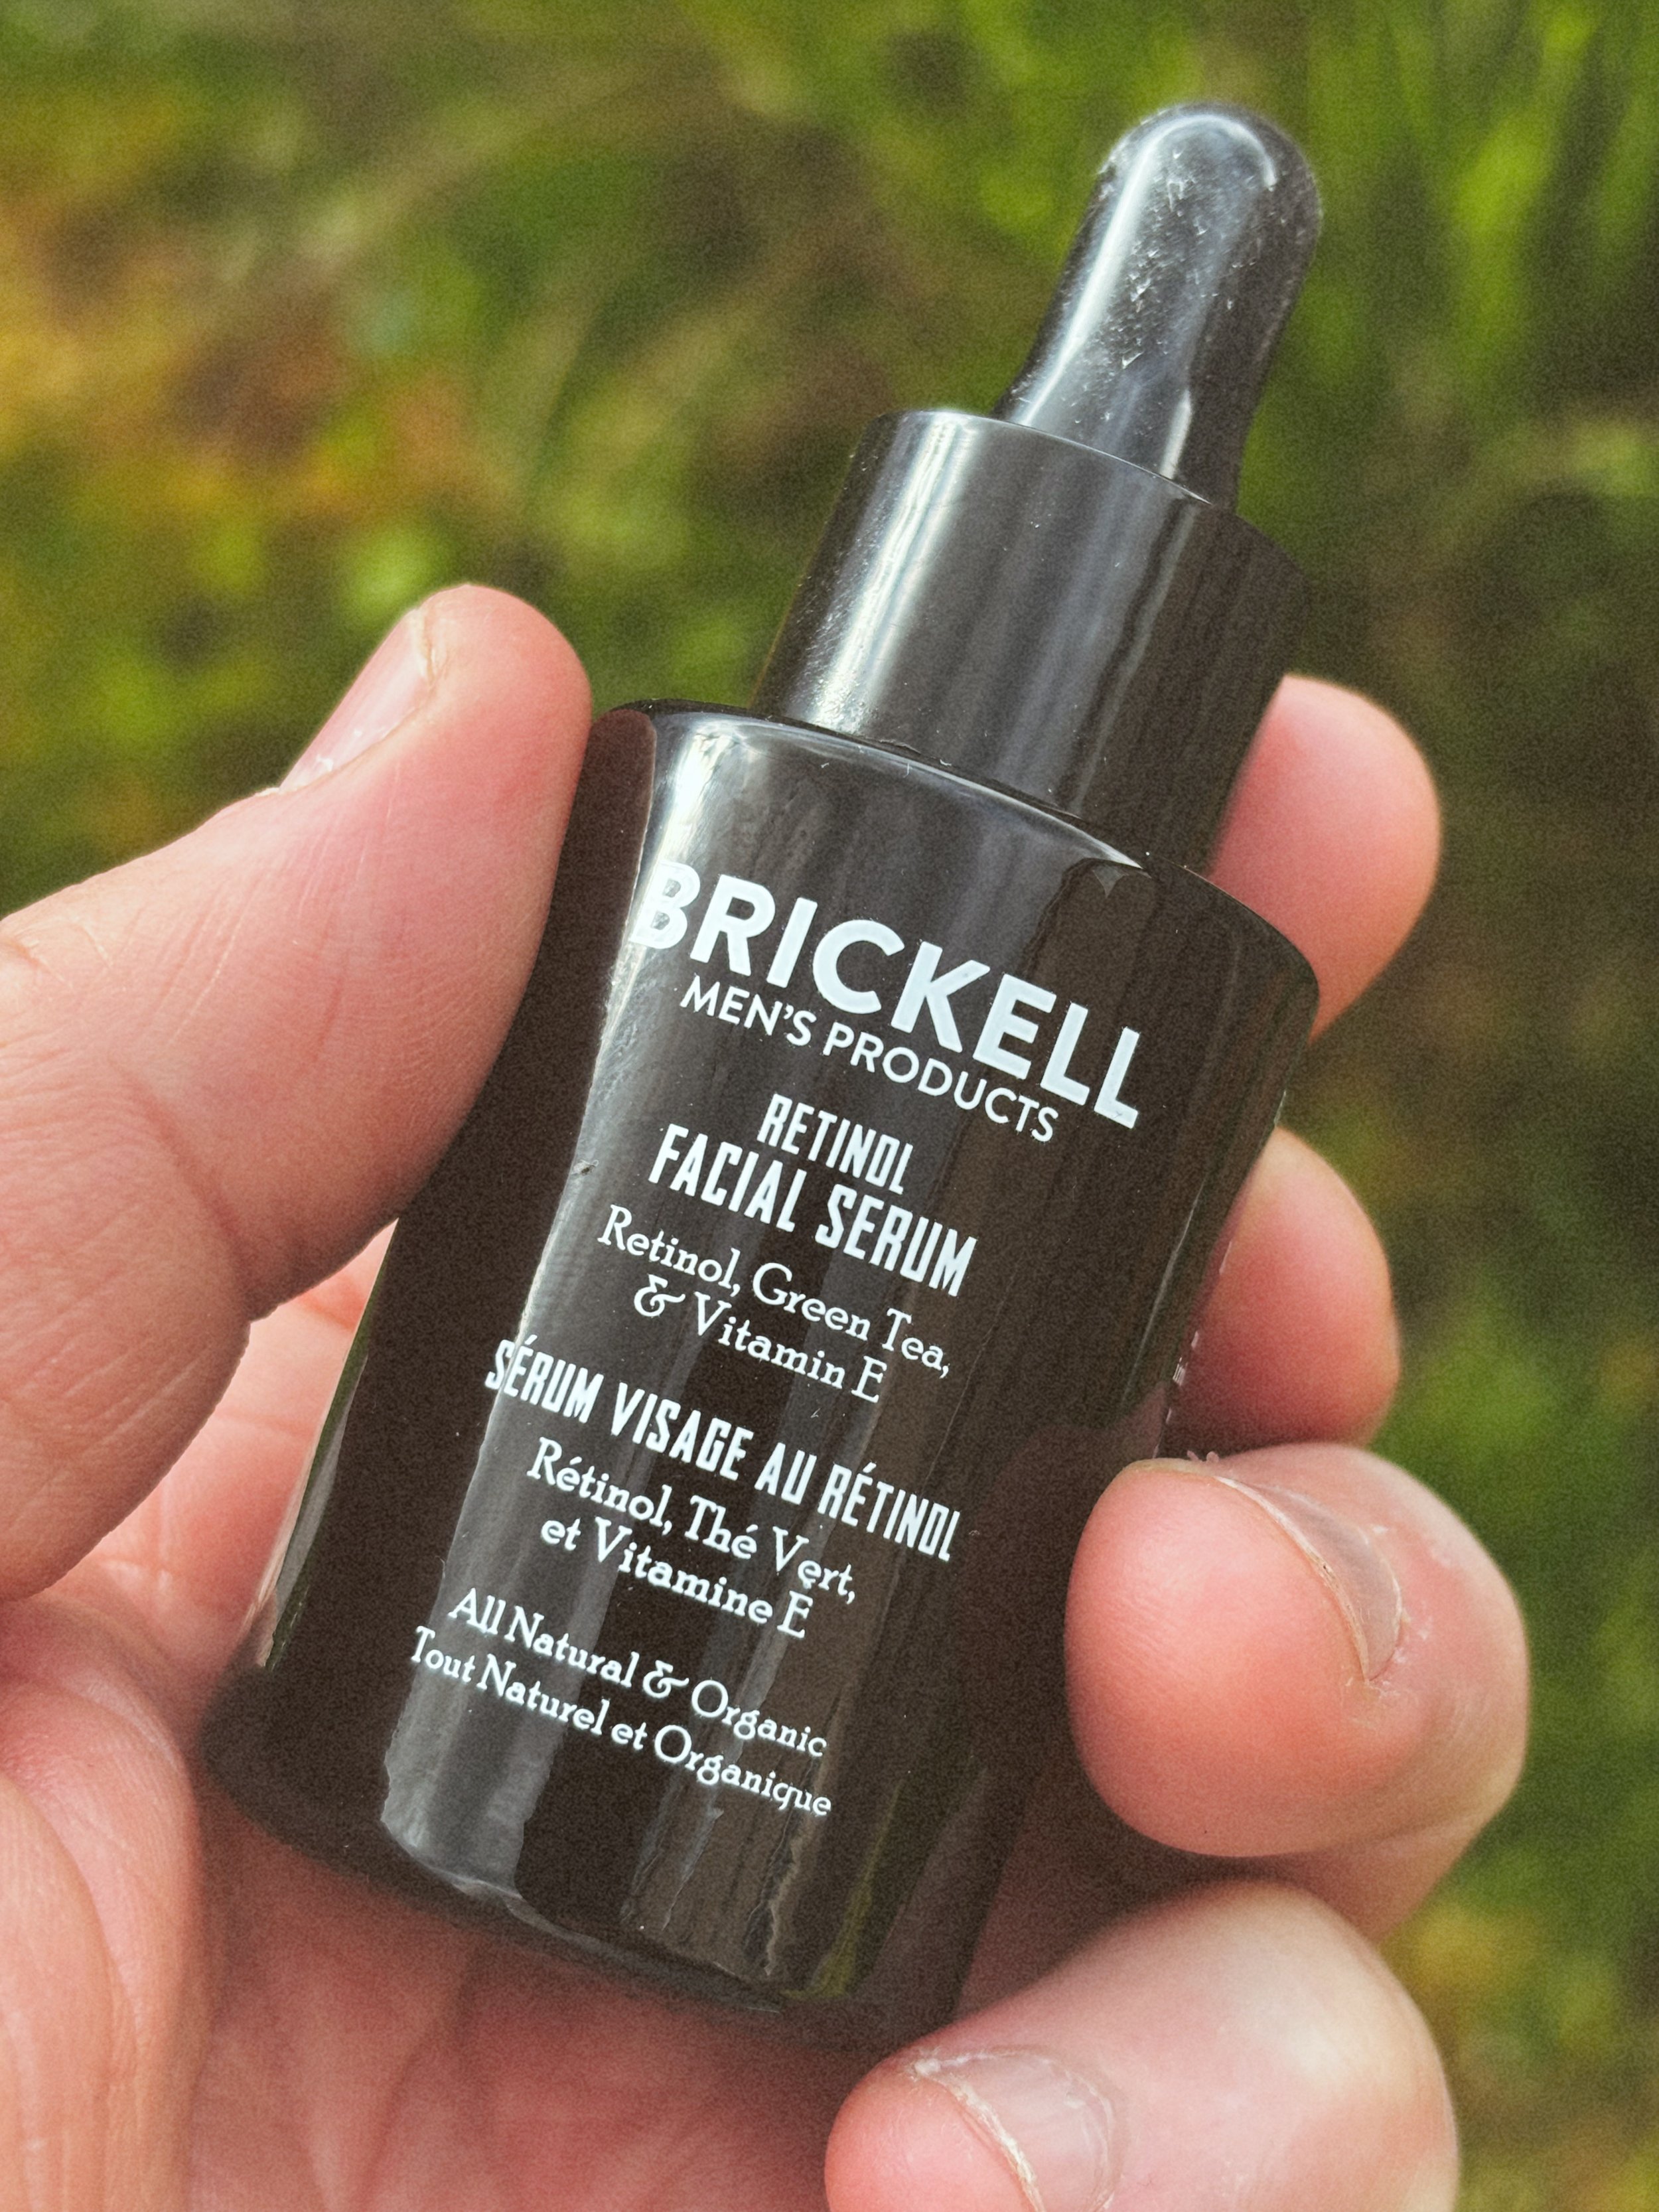 BRICKELL
MEN'S PRODUCTS
RETINOL
FACIAL SERUM
Retinol, Green Tea,
& Vitamin E
SÉRUM VISAGE AU RÉTINOL
Rétinol, Thé Vert,
et Vitamine E
All Natural & Organic
Tout Naturel et Organique